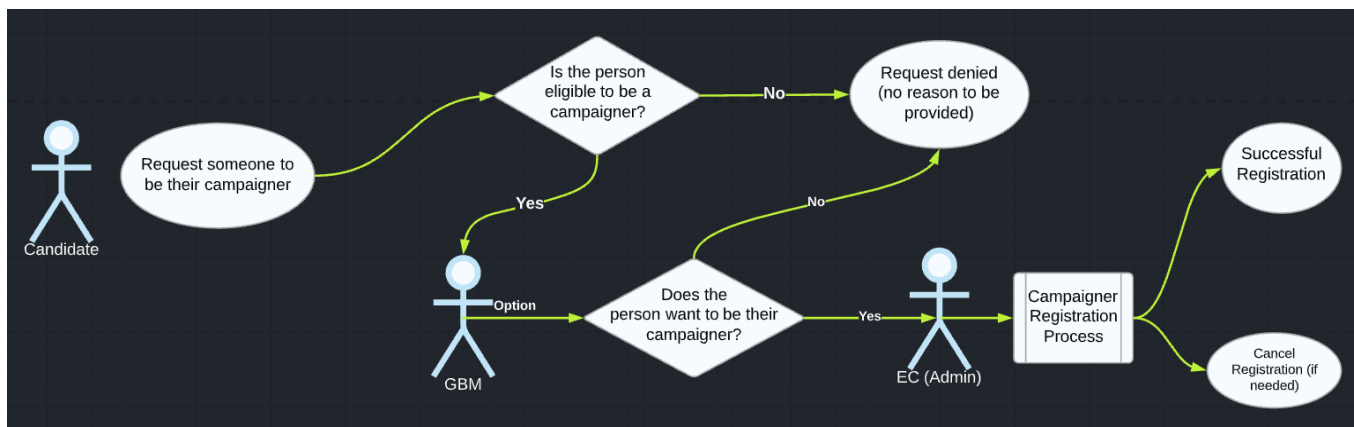 Candidate
Request someone to
be their campaigner
Is the person
eligible to be a
campaigner?
No
Request denied
(no reason to be
provided)
Yes
GBM
Option
Does the
person want to be their
campaigner?
No
Yes
EC (Admin)
Campaigner
Registration
Process
Successful
Registration
Cancel
Registration (if
needed)